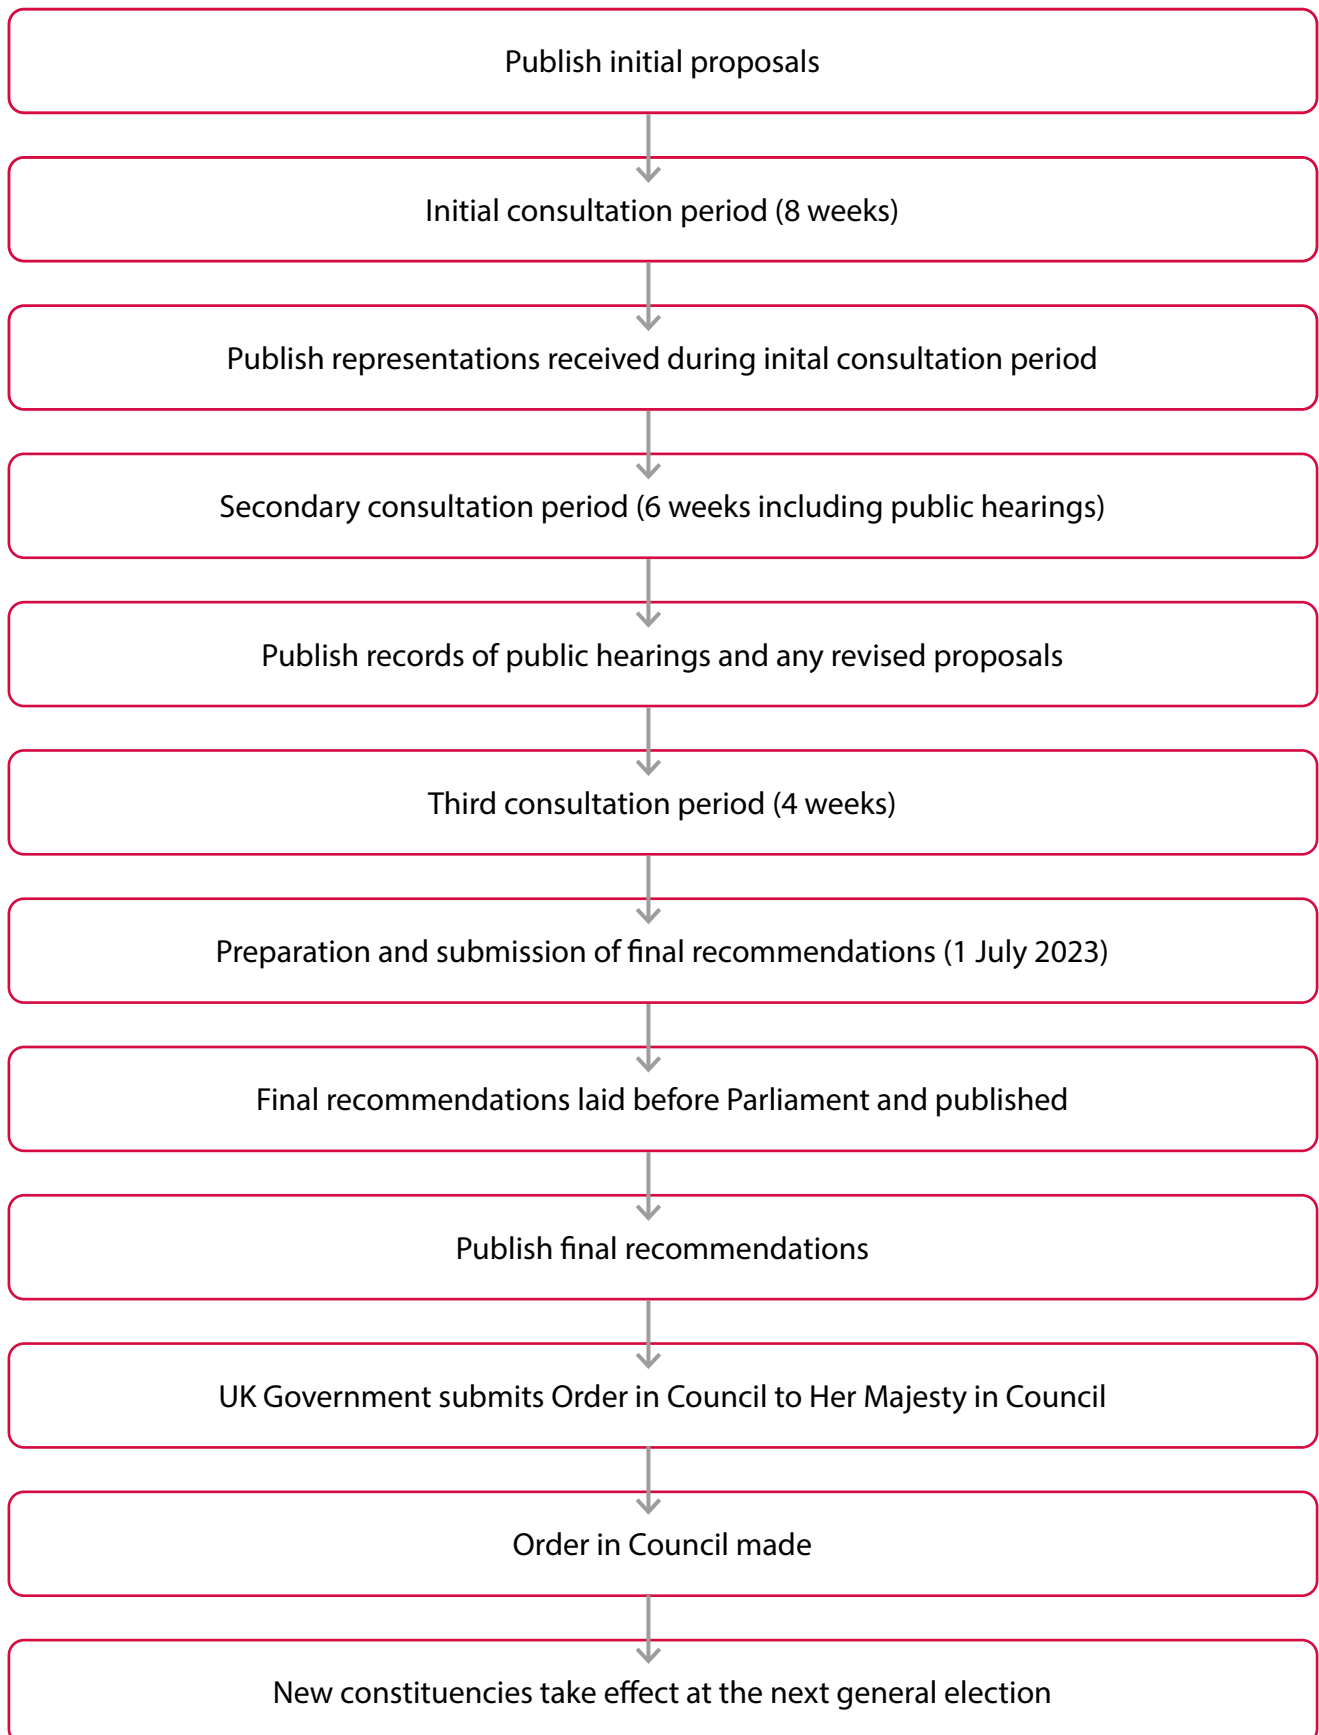 Publish initial proposals
Initial consultation period (8 weeks)
Publish representations received during inital consultation period
Secondary consultation period (6 weeks including public hearings)
Publish records of public hearings and any revised proposals
Third consultation period (4 weeks)
Preparation and submission of final recommendations (1 July 2023)
Final recommendations laid before Parliament and published
Publish final recommendations
UK Government submits Order in Council to Her Majesty in Council
Order in Council made
New constituencies take effect at the next general election